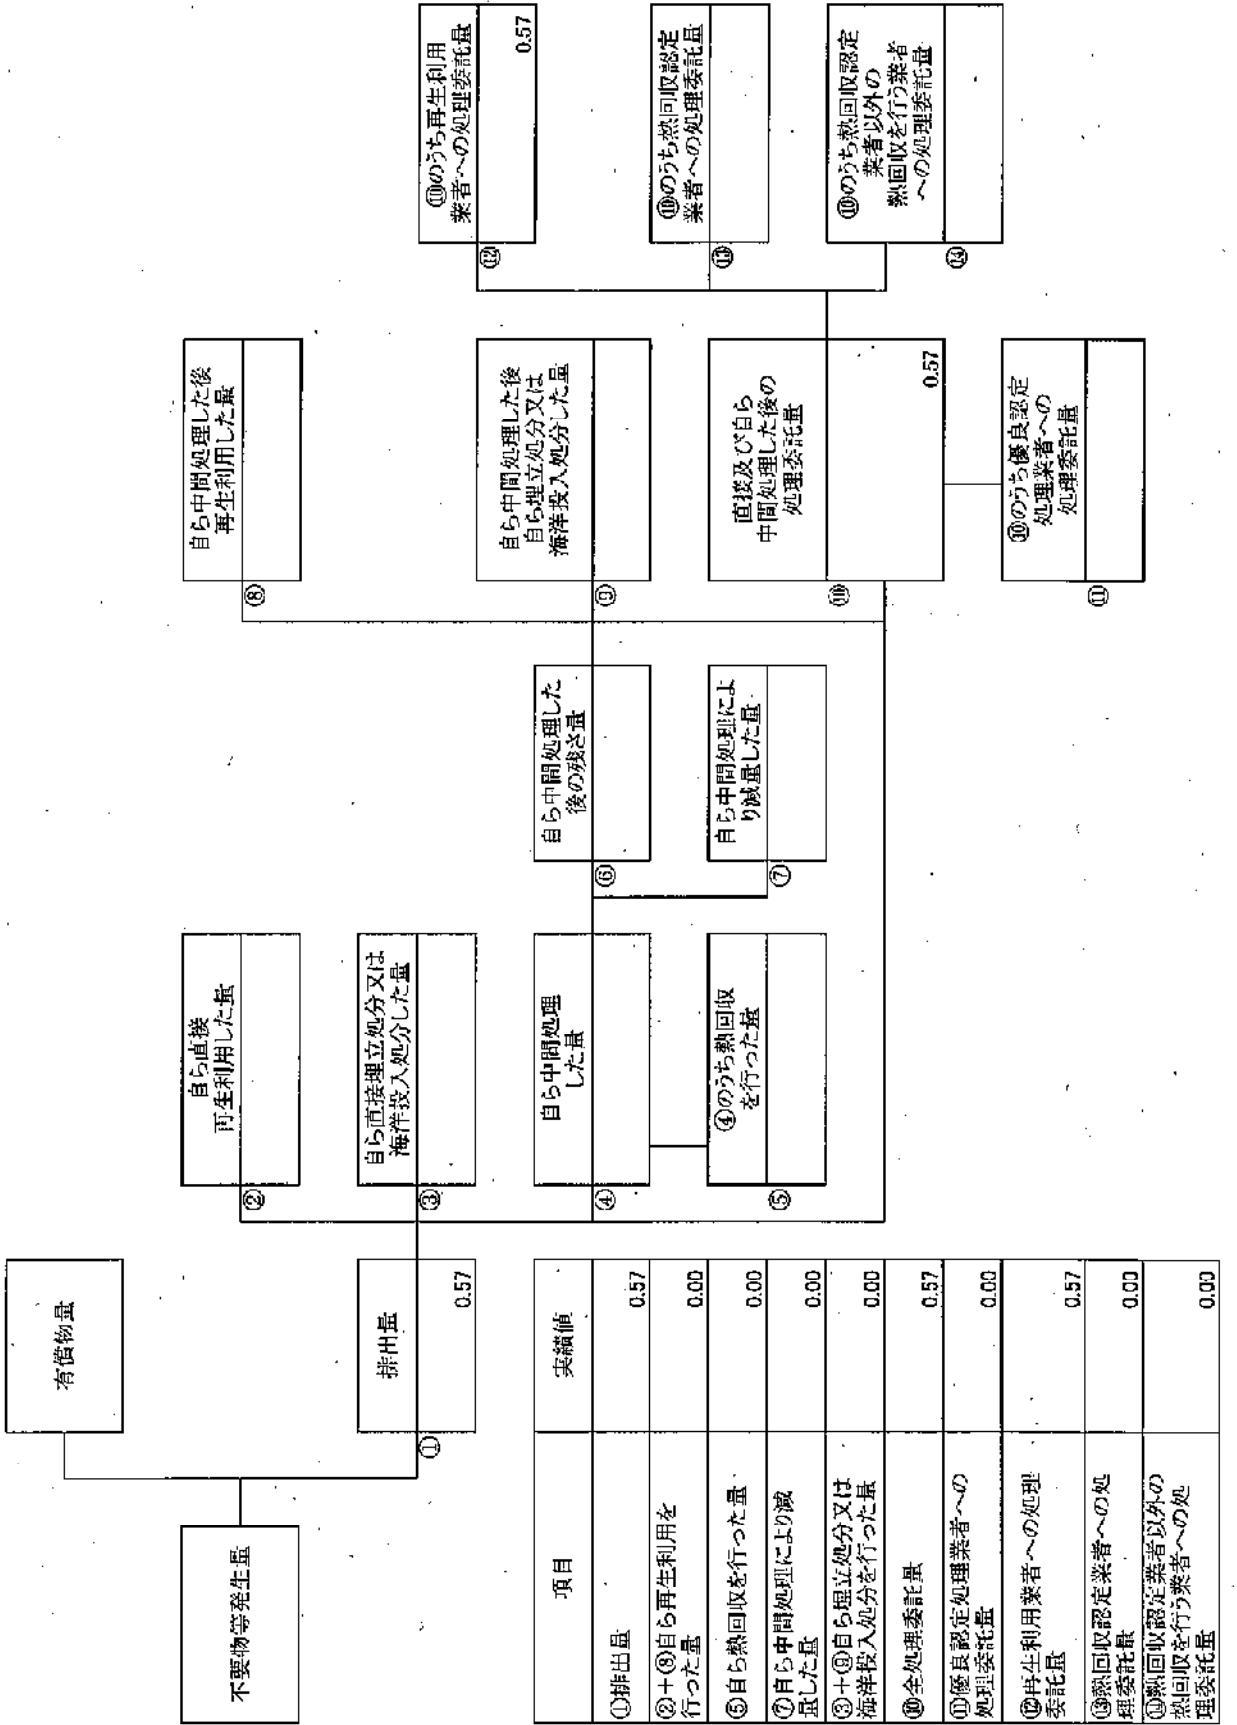 有償物量
不要物等発生量
排出量
①
0.57
自ら直接
再生利用した量
②
自ら直接埋立処分又は
海洋投入処分した量
③
自ら中間処理
した量
④
④のうち熱回収
を行った量
⑤
自ら中間処理した
後の残さ量
⑥
自ら中間処理によ
り減量した量
⑦
自ら中間処理した後
再生利用した量
⑧
自ら中間処理した後
自ら埋立処分又は
海洋投入処分した量
⑨
直接及び自ら
中間処理した後の
処理委託量
⑩
0.57
⑩のうち優良認定
処理業者への
処理委託量
⑪
⑩のうち再生利用
業者への処理委託量
⑫
0.57
⑩のうち熱回収認定
業者への処理委託量
⑬
⑩のうち熱回収認定
業者以外の
熱回収を行う業者
への処理委託量
⑭
項目 実績値
①排出量 0.57
②+⑧自ら再生利用を
行った量 0.00
⑤自ら熱回収を行った量 0.00
⑦自ら中間処理により減
量した量 0.00
③+⑨自ら埋立処分又は
海洋投入処分を行った量 0.00
⑩全処理委託量 0.57
⑪優良認定処理業者への
処理委託量 0.00
⑫再生利用業者への処理
委託量 0.57
⑬熱回収認定業者への処
理委託量 0.00
⑭熱回収認定業者以外の
熱回収を行う業者への処
理委託量 0.00